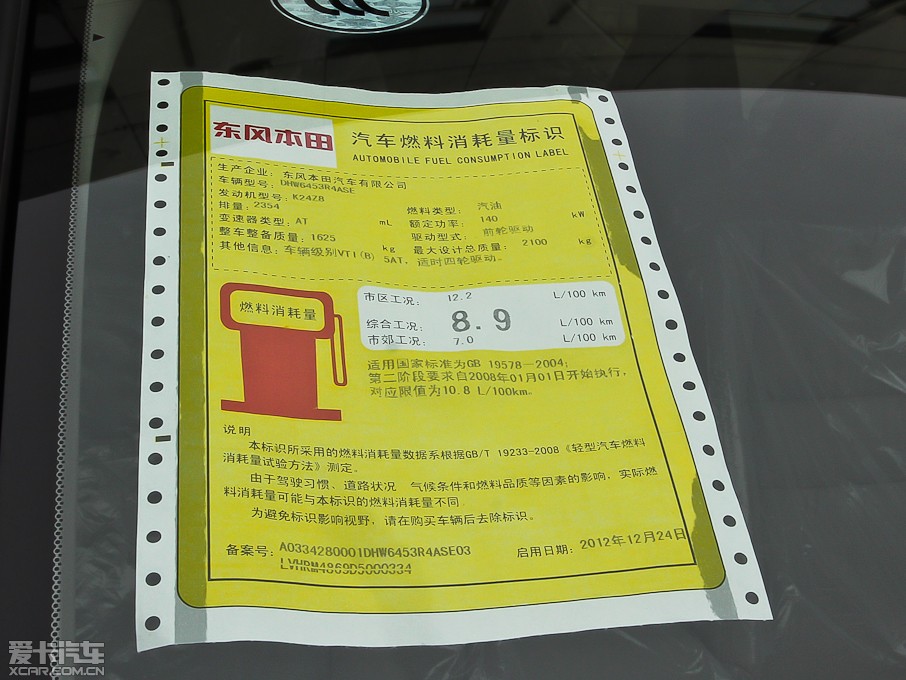 东风本田
汽车燃料消耗量标识
AUTOMOBILE FUEL CONSUMPTION LABEL
生产企业: 东风本田汽车有限公司
车辆型号: DHW6453R4ASE
发动机型号: K24Z8
排量: 2354 mL
燃料类型: 汽油
变速器类型: AT
额定功率: 140 kW
整车整备质量: 1625 kg
驱动型式: 前轮驱动
最大设计总质量: 2100 kg
其他信息: 车辆级别VTI(B) 5AT, 适时四轮驱动。
燃料消耗量
市区工况: 12.2 L/100 km
综合工况: 8.9 L/100 km
市郊工况: 7.0 L/100 km
适用国家标准为GB 19578-2004;
第二阶段要求自2008年01月01日开始执行,
对应限值为10.8 L/100km。
说明
本标识所采用的燃料消耗量数据系根据GB/T 19233-2008《轻型汽车燃料
消耗量试验方法》测定。
由于驾驶习惯、道路状况 气候条件和燃料品质等因素的影响, 实际燃
料消耗量可能与本标识的燃料消耗量不同.
为避免标识影响视野, 请在购买车辆后去除标识。
备案号: A0334280001DHW6453R4ASE03
LVHRM4869D5000334
启用日期: 2012年12月24日
爱卡汽车
XCAR.COM.CN